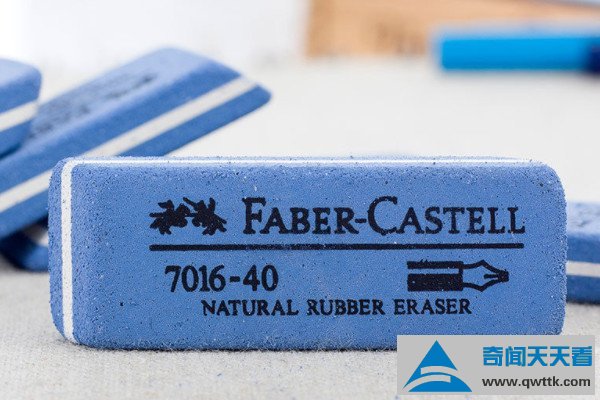 FABER-CASTELL
7016-40
NATURAL RUBBER ERASER
奇闻天天看
www.qwttk.com